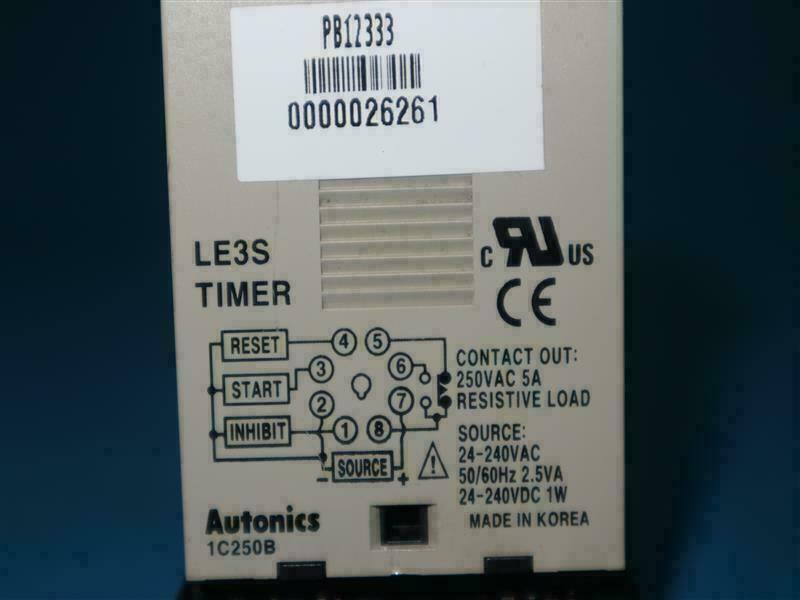 PB12333
0000026261
LE3S
TIMER
C UR US
CE
RESET 4 5
START 3 6
2 7
INHIBIT 1 8
- SOURCE +
CONTACT OUT:
250VAC 5A
RESISTIVE LOAD
SOURCE:
24-240VAC
50/60Hz 2.5VA
24-240VDC 1W
!
Autonics
1C250B
MADE IN KOREA